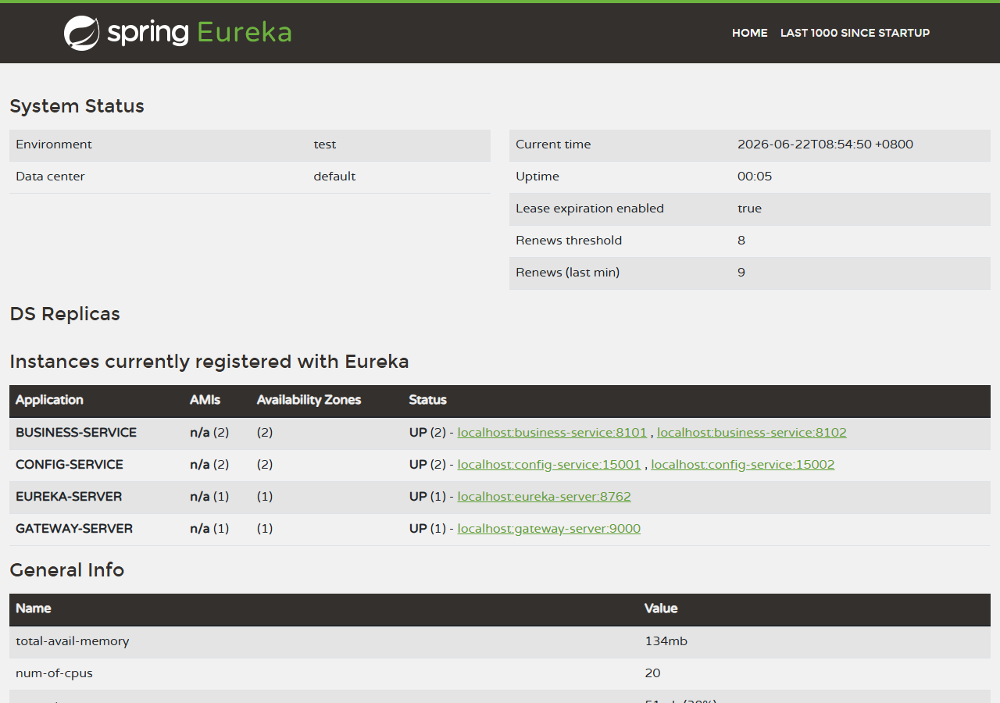 spring Eureka
HOME LAST 1000 SINCE STARTUP
System Status
Environment test
Data center default
Current time 2026-06-22T08:54:50 +0800
Uptime 00:05
Lease expiration enabled true
Renews threshold 8
Renews (last min) 9
DS Replicas
Instances currently registered with Eureka
Application AMIs Availability Zones Status
BUSINESS-SERVICE n/a (2) (2) UP (2) - localhost:business-service:8101 , localhost:business-service:8102
CONFIG-SERVICE n/a (2) (2) UP (2) - localhost:config-service:15001 , localhost:config-service:15002
EUREKA-SERVER n/a (1) (1) UP (1) - localhost:eureka-server:8762
GATEWAY-SERVER n/a (1) (1) UP (1) - localhost:gateway-server:9000
General Info
Name Value
total-avail-memory 134mb
num-of-cpus 20